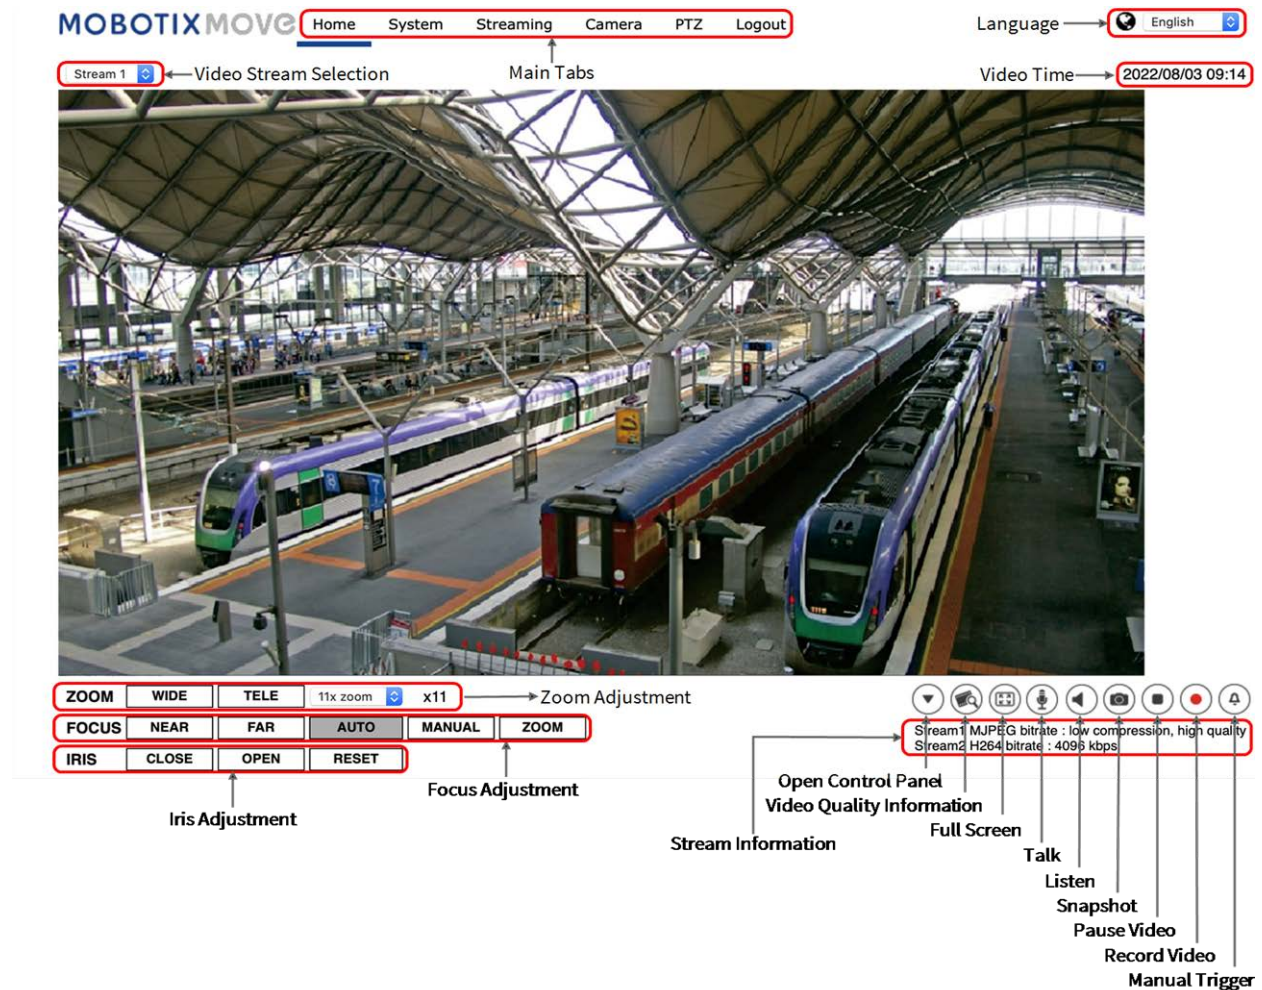 MOBOTIX MOVE
Home System Streaming Camera PTZ Logout
Language
English
Stream 1
Video Stream Selection
Main Tabs
Video Time
2022/08/03 09:14
ZOOM WIDE TELE 11x zoom x11
Zoom Adjustment
FOCUS NEAR FAR AUTO MANUAL ZOOM
Stream1 MJPEG bitrate : low compression, high quality
Stream2 H264 bitrate : 4096 kbps
IRIS CLOSE OPEN RESET
Open Control Panel
Focus Adjustment
Video Quality Information
Iris Adjustment
Full Screen
Stream Information
Talk
Listen
Snapshot
Pause Video
Record Video
Manual Trigger